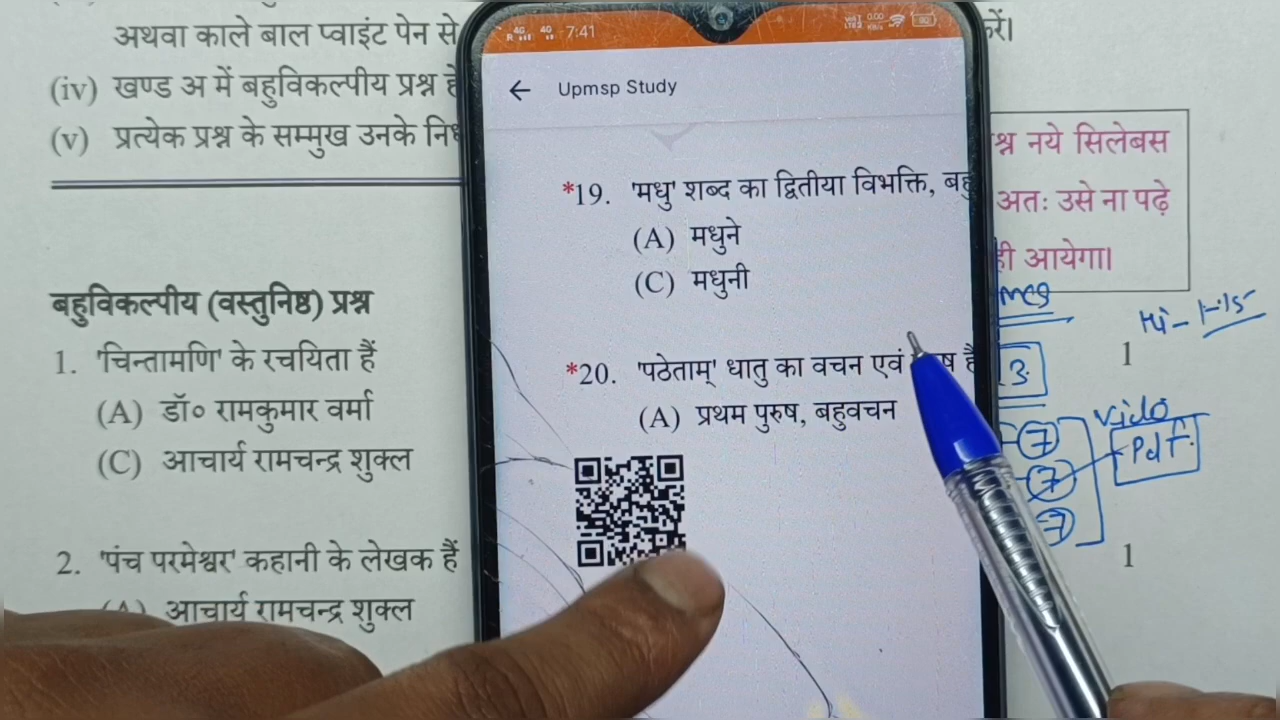 अथवा काले बाल प्वाइंट पेन से
करें।
(iv) खण्ड अ में बहुविकल्पीय प्रश्न
(v) प्रत्येक प्रश्न के सम्मुख उनके
नये सिलेबस
अतः उसे ना पढ़े
ही आयेगा।
बहुविकल्पीय (वस्तुनिष्ठ) प्रश्न
1. 'चिन्तामणि' के रचयिता हैं
1
(A) डॉ० रामकुमार वर्मा
(C) आचार्य रामचन्द्र शुक्ल
2. 'पंच परमेश्वर' कहानी के लेखक हैं
1
(A) आचार्य रामचन्द्र शुक्ल
7:41
Upmsp Study
*19. 'मधु' शब्द का द्वितीया विभक्ति,
(A) मधुने
(C) मधुनी
*20. 'पठेताम्' धातु का वचन एवं
(A) प्रथम पुरुष, बहुवचन
7
7
7
Pdf.